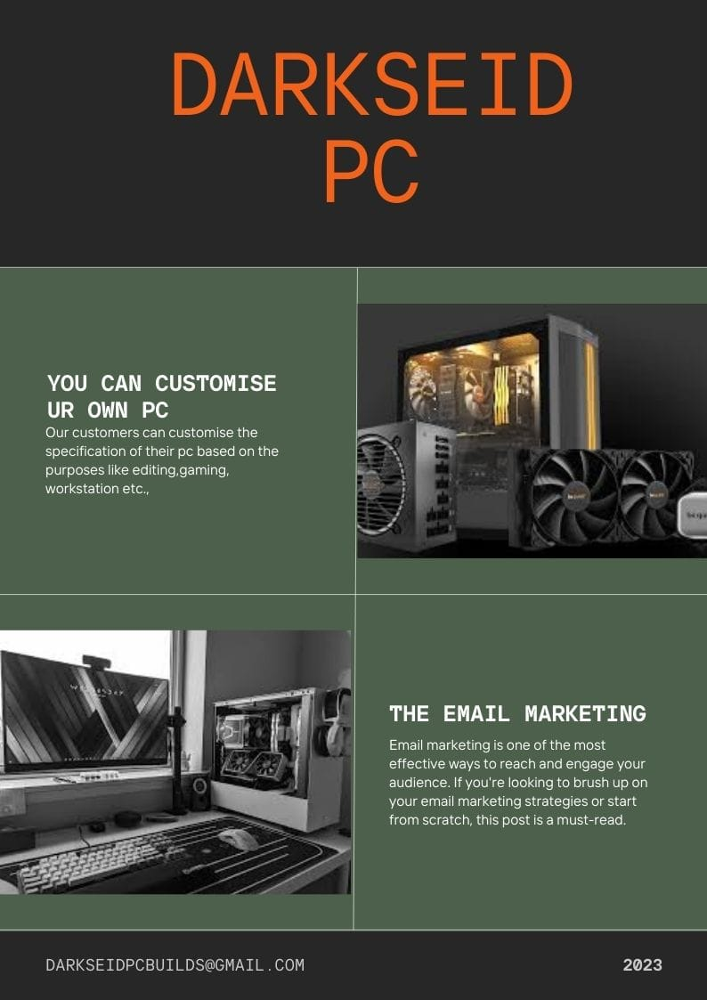 DARKSEID
PC
YOU CAN CUSTOMISE
UR OWN PC
Our customers can customise the
specification of their pc based on the
purposes like editing,gaming,
workstation etc.,
THE EMAIL MARKETING
Email marketing is one of the most
effective ways to reach and engage your
audience. If you're looking to brush up on
your email marketing strategies or start
from scratch, this post is a must-read.
DARKSEIDPCBUILDS@GMAIL.COM
2023